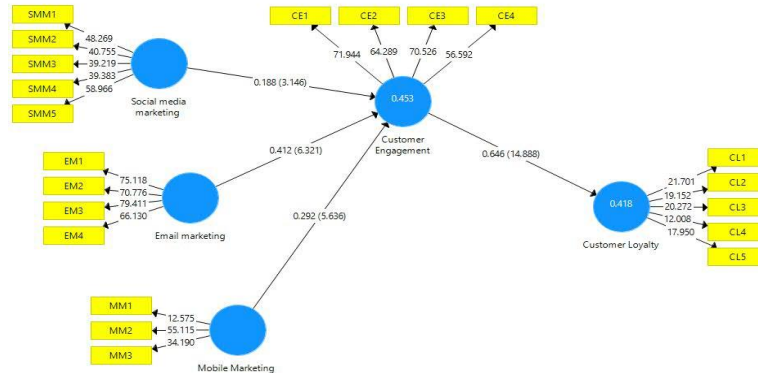 SMM1
SMM2
SMM3
SMM4
SMM5
48.269
40.755
39.219
39.383
58.966
Social media
marketing
0.188 (3.146)
CE1
CE2
CE3
CE4
71.944
64.289
70.526
56.592
0.453
Customer
Engagement
EM1
EM2
EM3
EM4
75.118
70.776
79.411
66.130
Email marketing
0.412 (6.321)
0.646 (14.888)
MM1
MM2
MM3
12.575
55.115
34.190
Mobile Marketing
0.292 (5.636)
0.418
Customer Loyalty
21.701
19.152
20.272
12.008
17.950
CL1
CL2
CL3
CL4
CL5